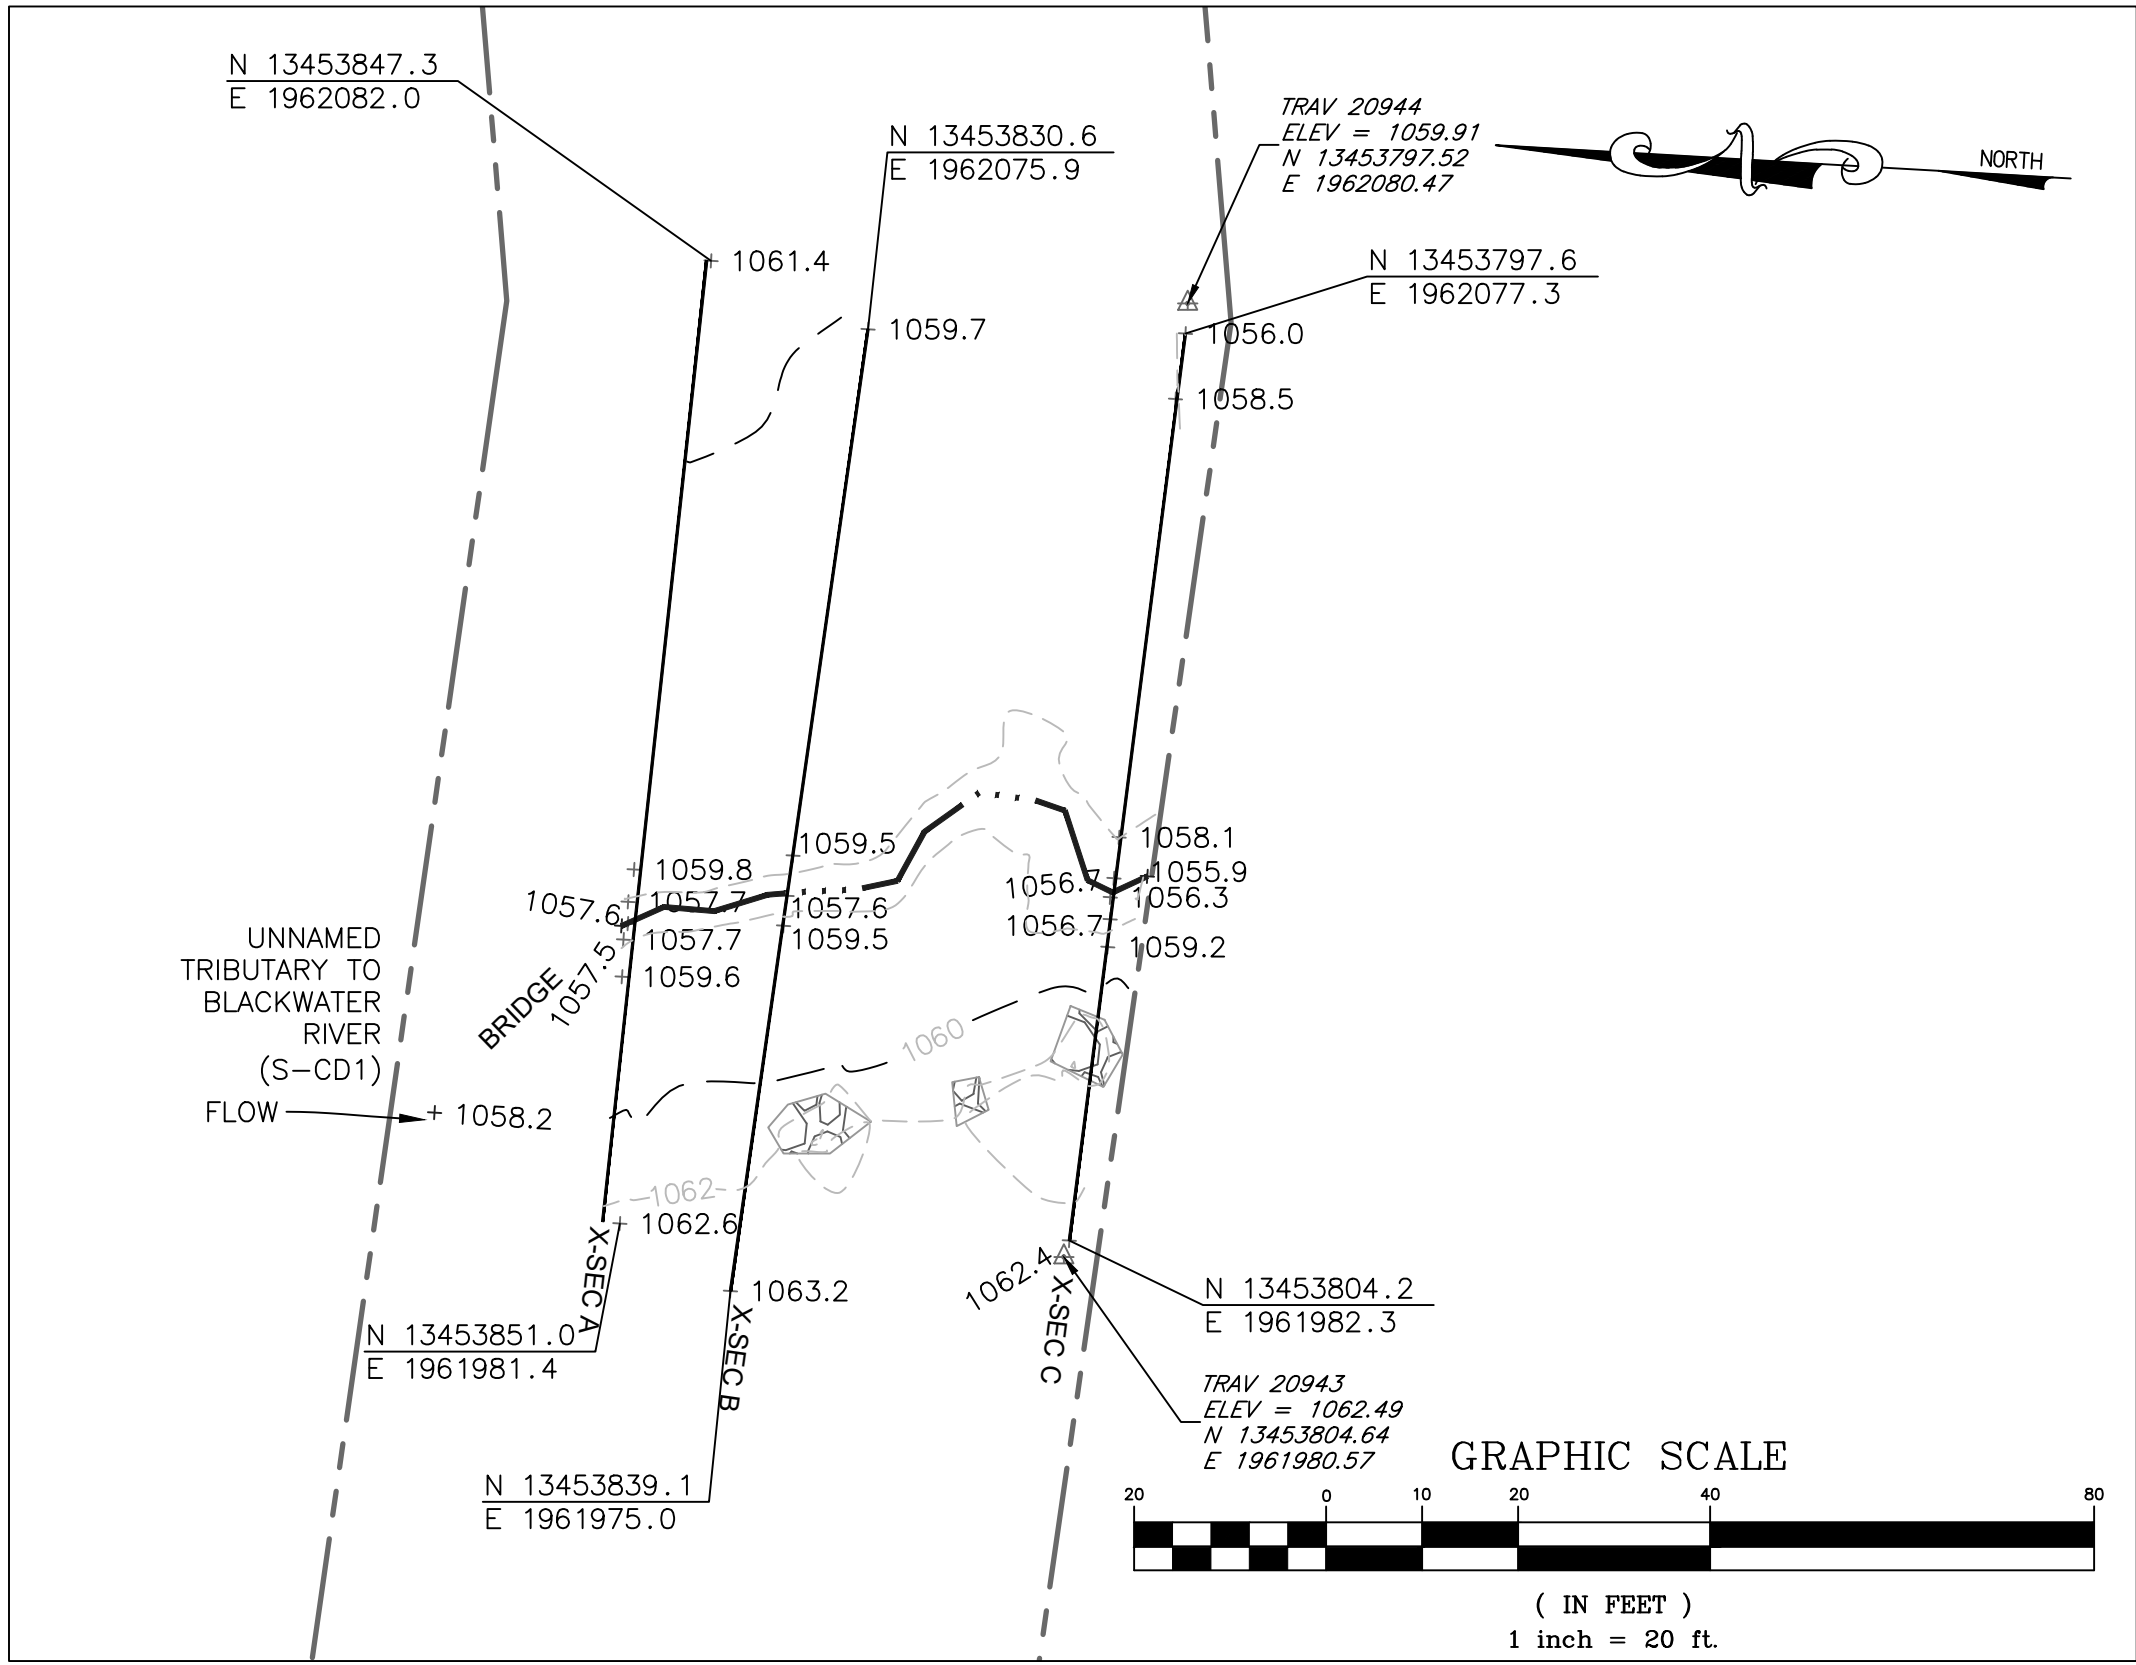 N 13453847.3
E 1962082.0
N 13453830.6
E 1962075.9
TRAV 20944
ELEV = 1059.91
N 13453797.52
E 1962080.47
NORTH
N 13453797.6
E 1962077.3
1061.4
1059.7
1056.0
1058.5
1059.5
1058.1
1059.8
1056.7
1055.9
1057.6
1057.7
1057.6
1056.3
1056.7
1057.7
1059.5
1059.2
1057.5
1059.6
BRIDGE
UNNAMED
TRIBUTARY TO
BLACKWATER
RIVER
(S-CD1)
FLOW
1058.2
1060
1062
1062.6
X-SEC A
1063.2
X-SEC B
1062.4
X-SEC C
N 13453804.2
E 1961982.3
N 13453851.0
E 1961981.4
TRAV 20943
ELEV = 1062.49
N 13453804.64
E 1961980.57
N 13453839.1
E 1961975.0
GRAPHIC SCALE
20 0 10 20 40 80
( IN FEET )
1 inch = 20 ft.